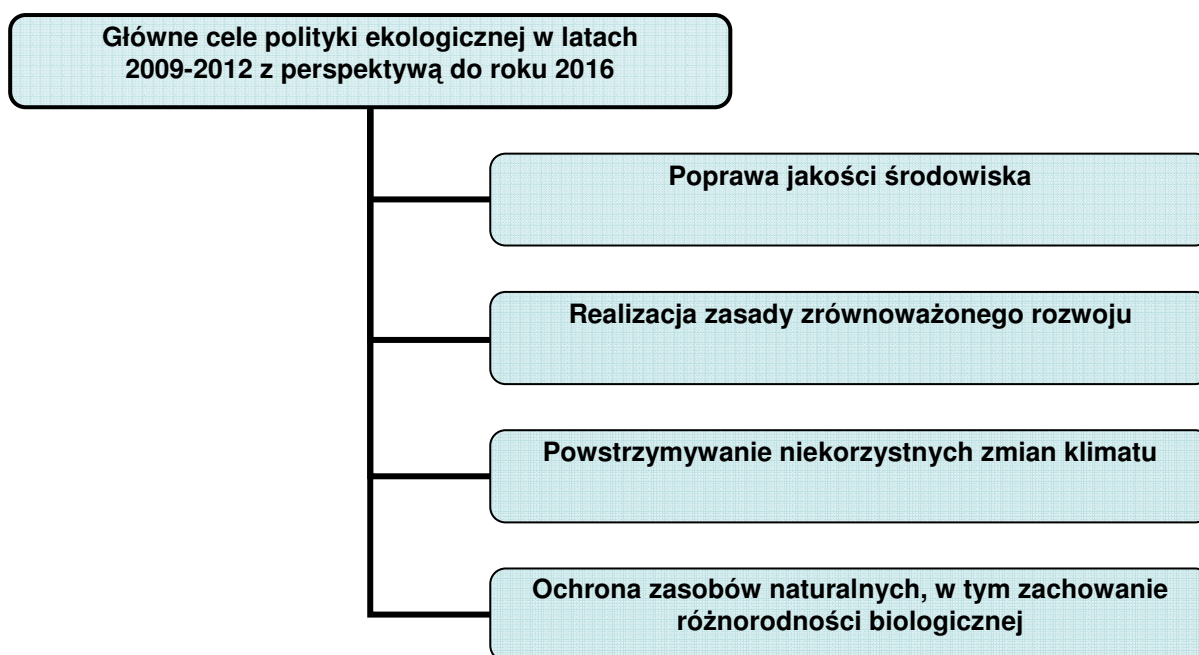 Główne cele polityki ekologicznej w latach
2009-2012 z perspektywą do roku 2016
Poprawa jakości środowiska
Realizacja zasady zrównoważonego rozwoju
Powstrzymywanie niekorzystnych zmian klimatu
Ochrona zasobów naturalnych, w tym zachowanie
różnorodności biologicznej